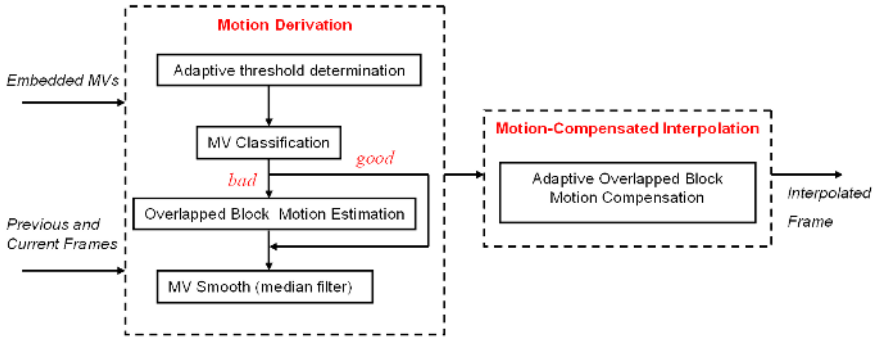 Motion Derivation
Adaptive threshold determination
Embedded MVs
MV Classification
good
bad
Overlapped Block Motion Estimation
Previous and
Current Frames
MV Smooth (median filter)
Motion-Compensated Interpolation
Adaptive Overlapped Block
Motion Compensation
Interpolated
Frame